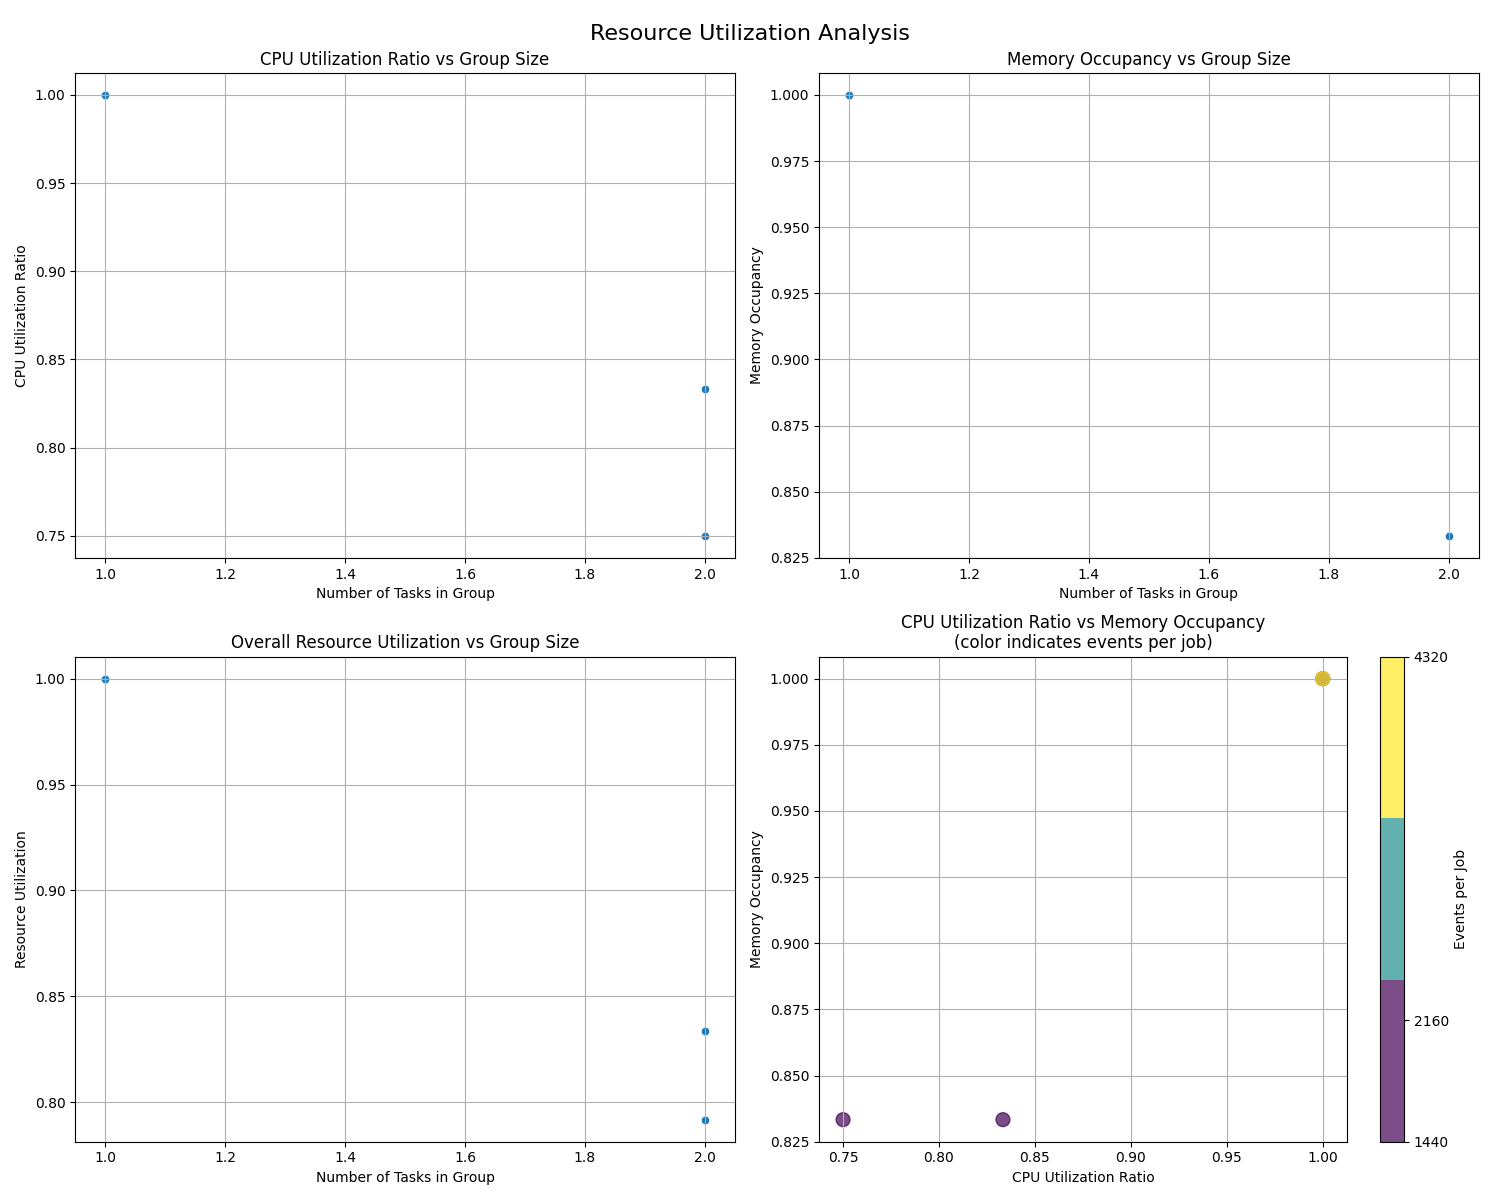 Resource Utilization Analysis
CPU Utilization Ratio vs Group Size
1.00
0.95
0.90
0.85
0.80
0.75
CPU Utilization Ratio
1.0 1.2 1.4 1.6 1.8 2.0
Number of Tasks in Group
Memory Occupancy vs Group Size
1.000
0.975
0.950
0.925
0.900
0.875
0.850
0.825
Memory Occupancy
1.0 1.2 1.4 1.6 1.8 2.0
Number of Tasks in Group
Overall Resource Utilization vs Group Size
1.00
0.95
0.90
0.85
0.80
Resource Utilization
1.0 1.2 1.4 1.6 1.8 2.0
Number of Tasks in Group
CPU Utilization Ratio vs Memory Occupancy
(color indicates events per job)
1.000
0.975
0.950
0.925
0.900
0.875
0.850
0.825
Memory Occupancy
0.75 0.80 0.85 0.90 0.95 1.00
CPU Utilization Ratio
4320
2160
1440
Events per Job